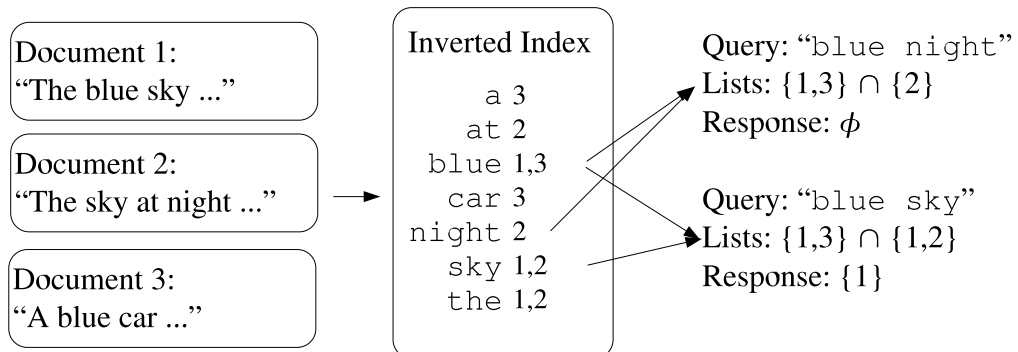 Document 1:
“The blue sky ...”
Document 2:
“The sky at night ...”
Document 3:
“A blue car ...”
Inverted Index
a 3
at 2
blue 1,3
car 3
night 2
sky 1,2
the 1,2
Query: “blue night”
Lists: {1,3} ∩ {2}
Response: ϕ
Query: “blue sky”
Lists: {1,3} ∩ {1,2}
Response: {1}